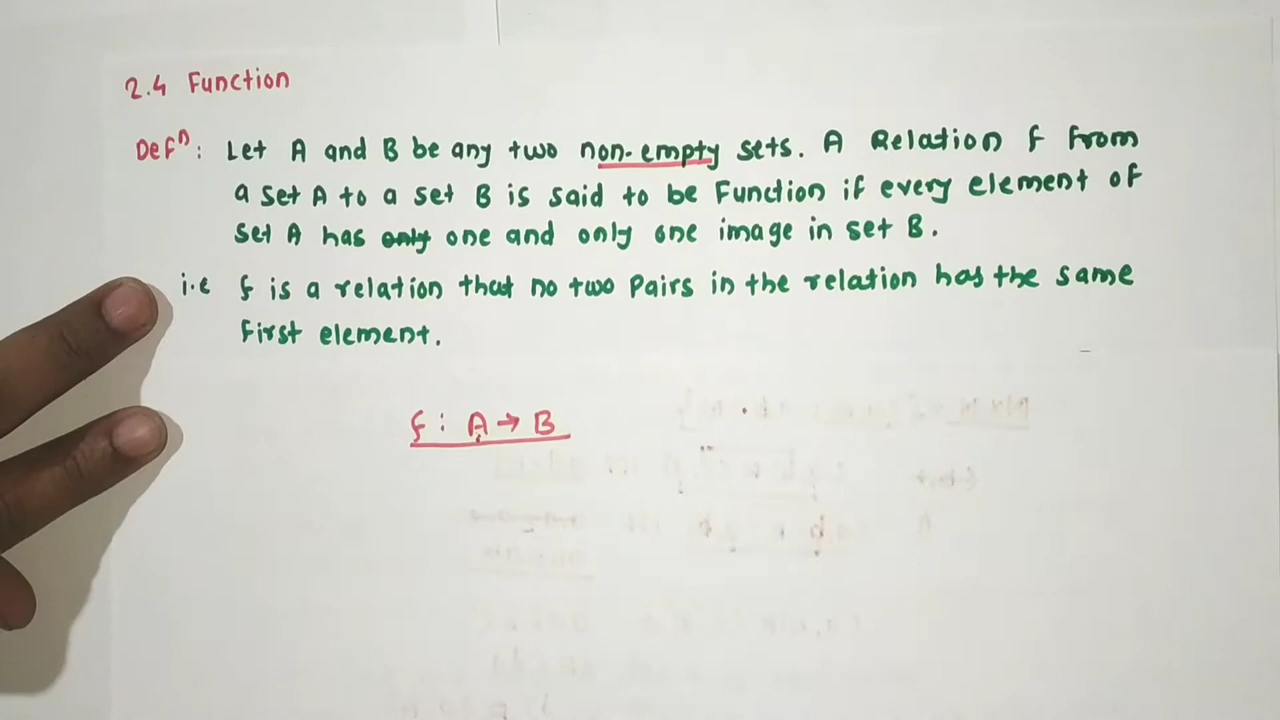 2.4 Function
Defⁿ: Let A and B be any two non-empty sets. A Relation f from
a set A to a set B is said to be Function if every element of
set A has only one and only one image in set B.
i.e f is a relation that no two Pairs in the relation has the same
first element.
f : A → B